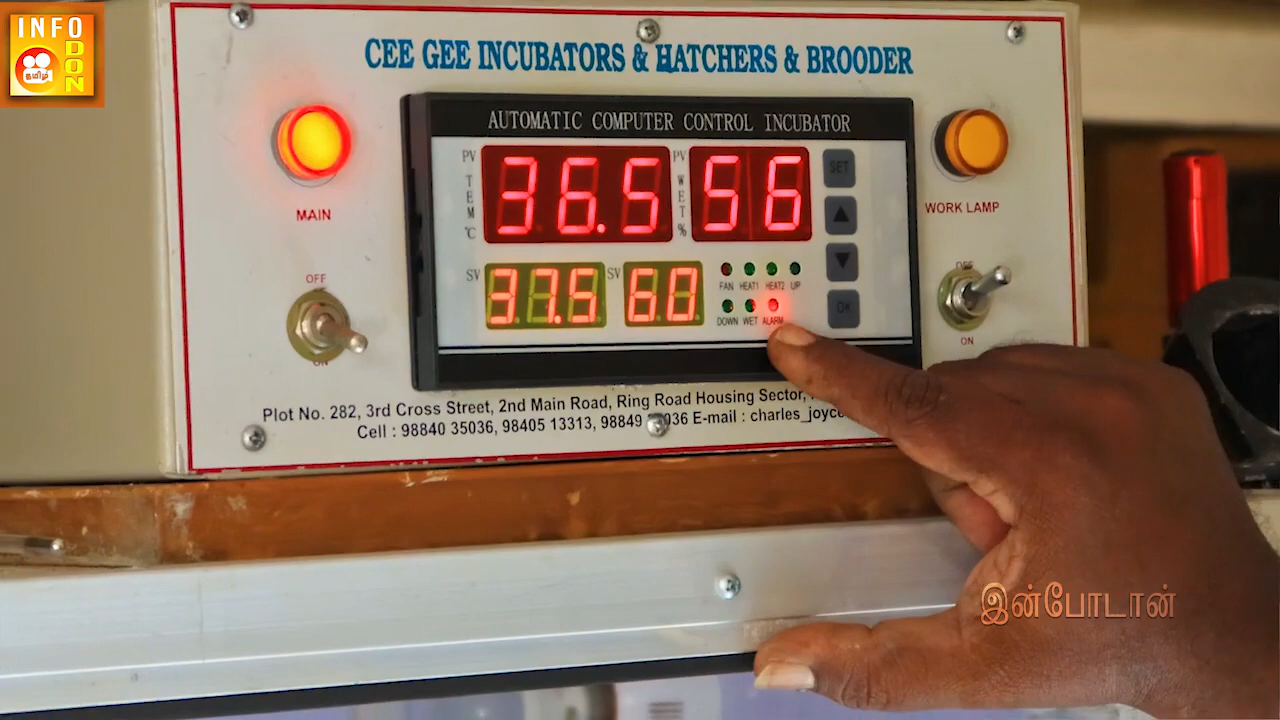 INFO
DON
தமிழ்
CEE GEE INCUBATORS & HATCHERS & BROODER
AUTOMATIC COMPUTER CONTROL INCUBATOR
PV TEM °C 36.5 PV WET % 56 SET
SV 37.5 SV 60
FAN HEAT1 HEAT2 UP
DOWN WET ALARM OK
MAIN
OFF
ON
WORK LAMP
OFF
ON
Plot No. 282, 3rd Cross Street, 2nd Main Road, Ring Road Housing Sector,
Cell : 98840 35036, 98405 13313, 98849 036 E-mail :
இன்போடான்